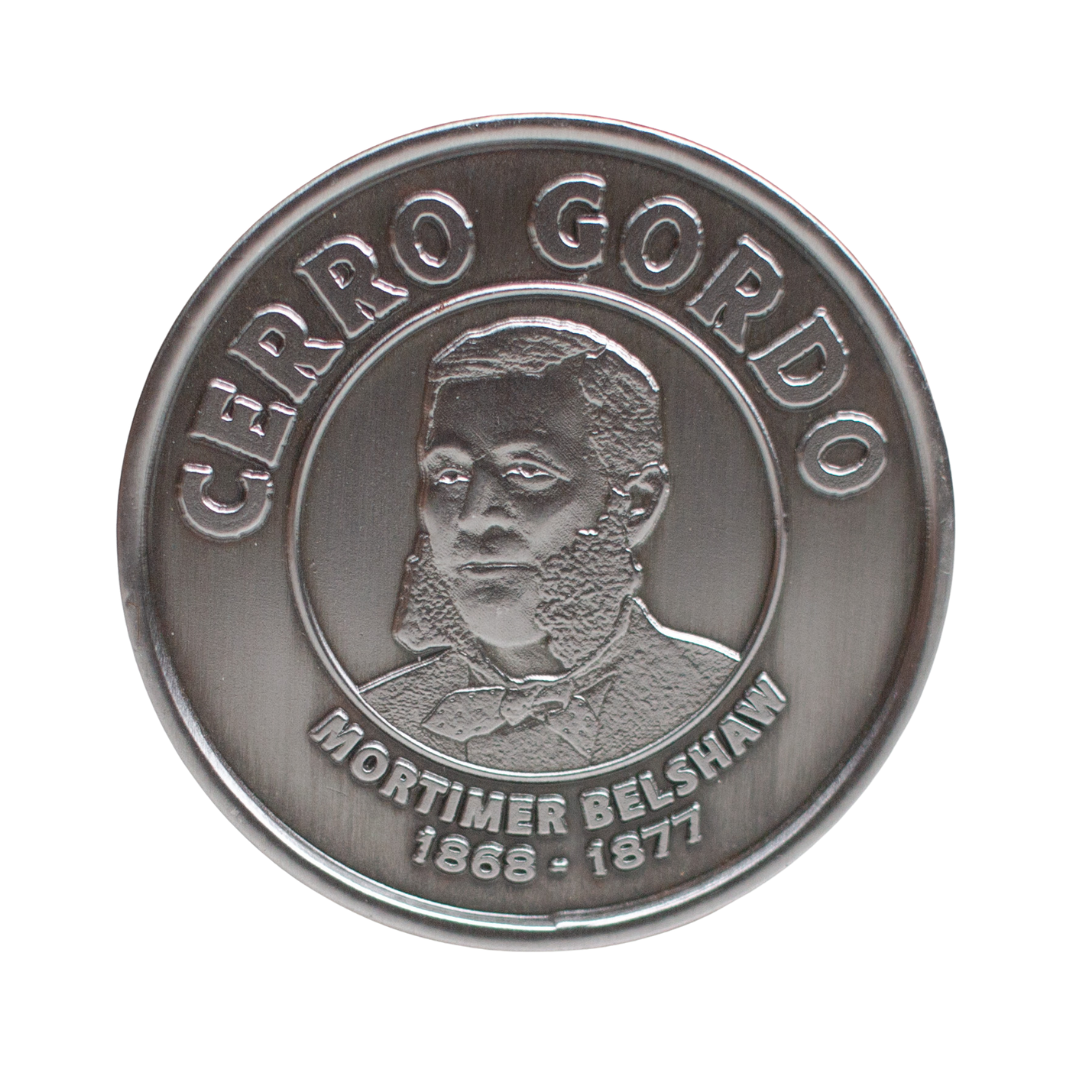 CERRO GORDO
MORTIMER BELSHAW
1868 - 1877